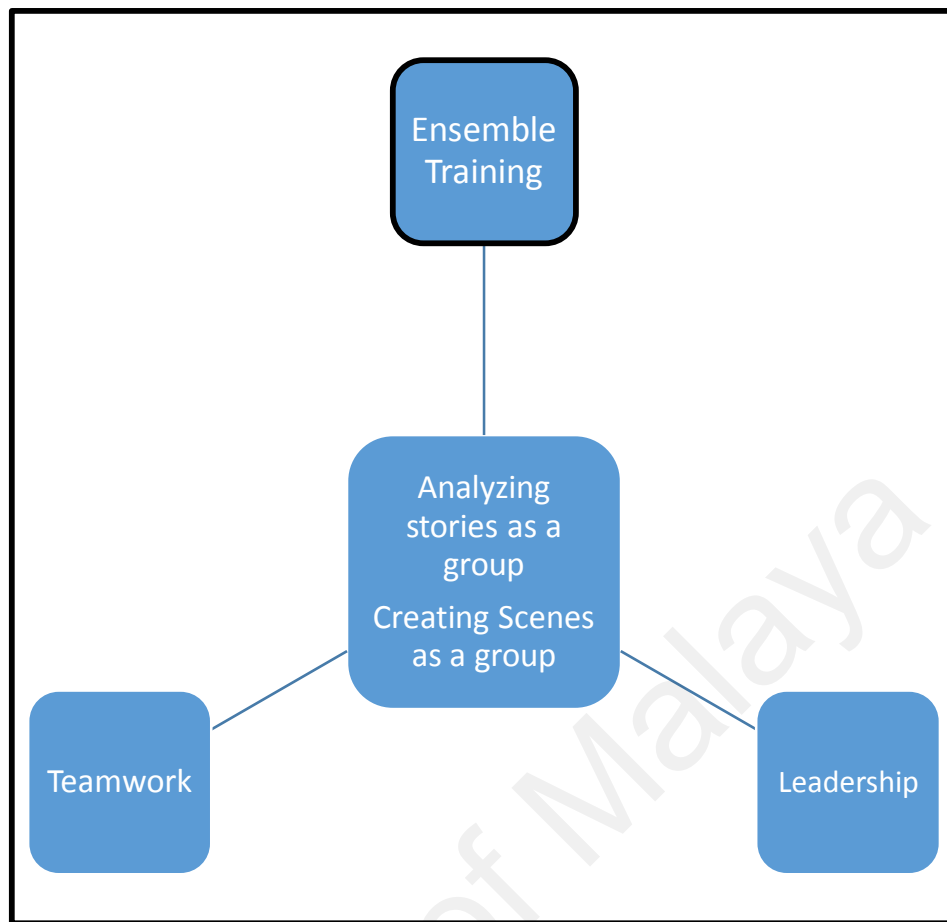 Ensemble
Training
Analyzing
stories as a
group
Creating Scenes
as a group
Teamwork
Leadership
of Malaya